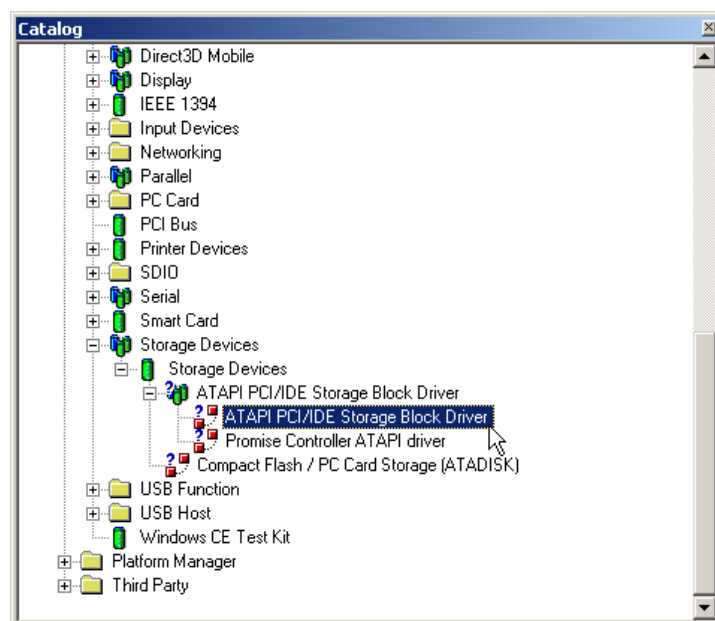 Catalog
Direct3D Mobile
Display
IEEE 1394
Input Devices
Networking
Parallel
PC Card
PCI Bus
Printer Devices
SDIO
Serial
Smart Card
Storage Devices
Storage Devices
ATAPI PCI/IDE Storage Block Driver
ATAPI PCI/IDE Storage Block Driver
Promise Controller ATAPI driver
Compact Flash / PC Card Storage (ATADISK)
USB Function
USB Host
Windows CE Test Kit
Platform Manager
Third Party